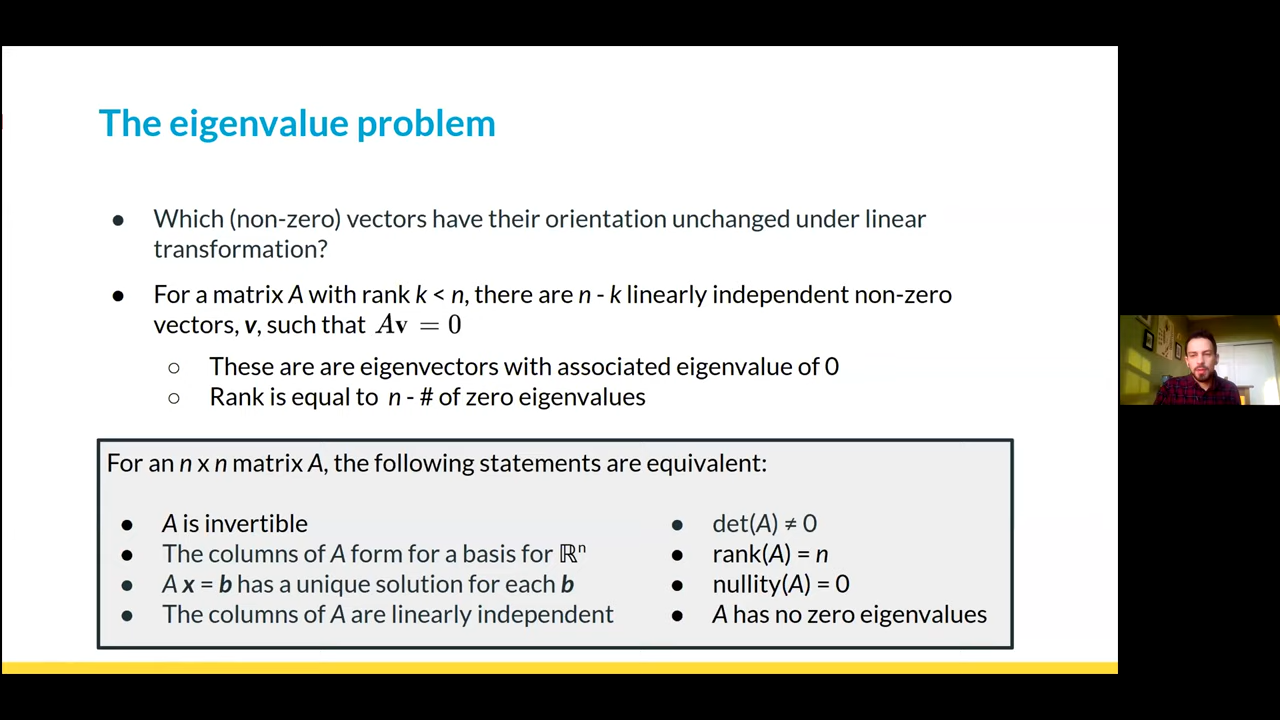 The eigenvalue problem
● Which (non-zero) vectors have their orientation unchanged under linear
transformation?
● For a matrix A with rank k < n, there are n - k linearly independent non-zero
vectors, v, such that Av = 0
○ These are are eigenvectors with associated eigenvalue of 0
○ Rank is equal to n - # of zero eigenvalues
For an n x n matrix A, the following statements are equivalent:
● A is invertible
● The columns of A form for a basis for ℝⁿ
● A x = b has a unique solution for each b
● The columns of A are linearly independent
● det(A) ≠ 0
● rank(A) = n
● nullity(A) = 0
● A has no zero eigenvalues